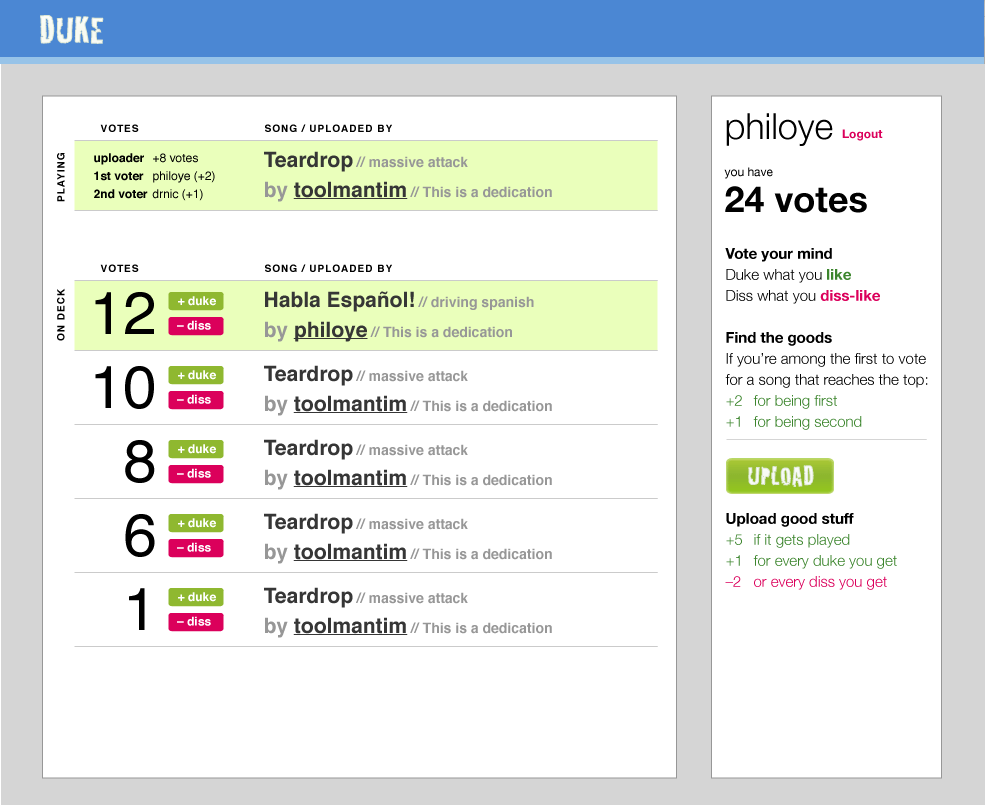 DUKE
VOTES SONG / UPLOADED BY
PLAYING
uploader +8 votes
1st voter philoye (+2)
2nd voter drnic (+1)
Teardrop // massive attack
by toolmantim // This is a dedication
VOTES SONG / UPLOADED BY
ON DECK
12 + duke – diss
Habla Español! // driving spanish
by philoye // This is a dedication
10 + duke – diss
Teardrop // massive attack
by toolmantim // This is a dedication
8 + duke – diss
Teardrop // massive attack
by toolmantim // This is a dedication
6 + duke – diss
Teardrop // massive attack
by toolmantim // This is a dedication
1 + duke – diss
Teardrop // massive attack
by toolmantim // This is a dedication
philoye Logout
you have
24 votes
Vote your mind
Duke what you like
Diss what you diss-like
Find the goods
If you’re among the first to vote
for a song that reaches the top:
+2 for being first
+1 for being second
UPLOAD
Upload good stuff
+5 if it gets played
+1 for every duke you get
–2 or every diss you get